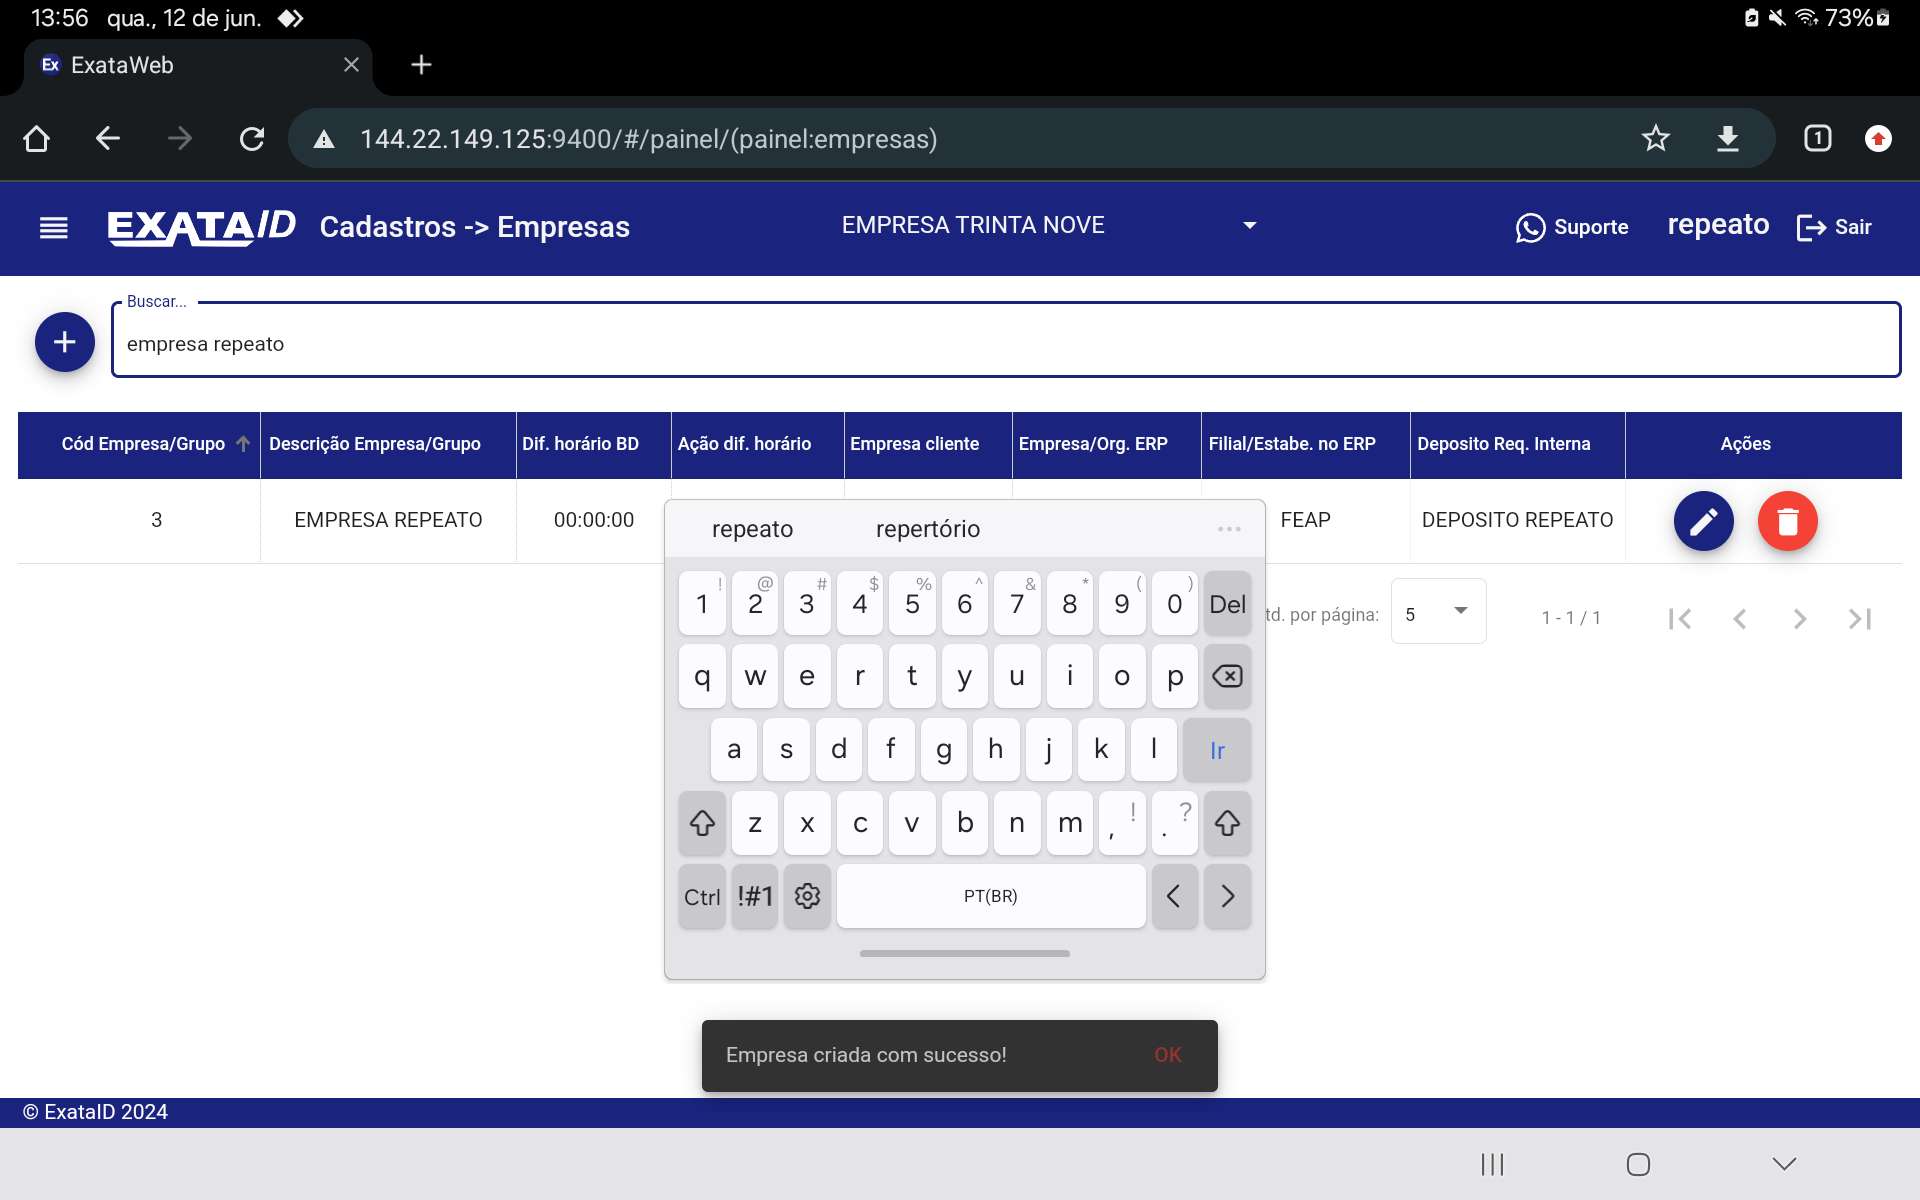 13:56 qua., 12 de jun. 73%
Ex ExataWeb
144.22.149.125:9400/#/painel/(painel:empresas) 1
EXATAID Cadastros -> Empresas EMPRESA TRINTA NOVE Suporte repeato Sair
Buscar...
empresa repeato
Cód Empresa/Grupo Descrição Empresa/Grupo Dif. horário BD Ação dif. horário Empresa cliente Empresa/Org. ERP Filial/Estabe. no ERP Deposito Req. Interna Ações
3 EMPRESA REPEATO 00:00:00 FEAP DEPOSITO REPEATO
repeato repertório ...
! @ # $ % ^ & * ( )
1 2 3 4 5 6 7 8 9 0 Del
td. por página: 5 1 - 1 / 1
q w e r t y u i o p
a s d f g h j k l Ir
z x c v b n m , ! . ?
Ctrl !#1 PT(BR)
Empresa criada com sucesso! OK
© ExataID 2024